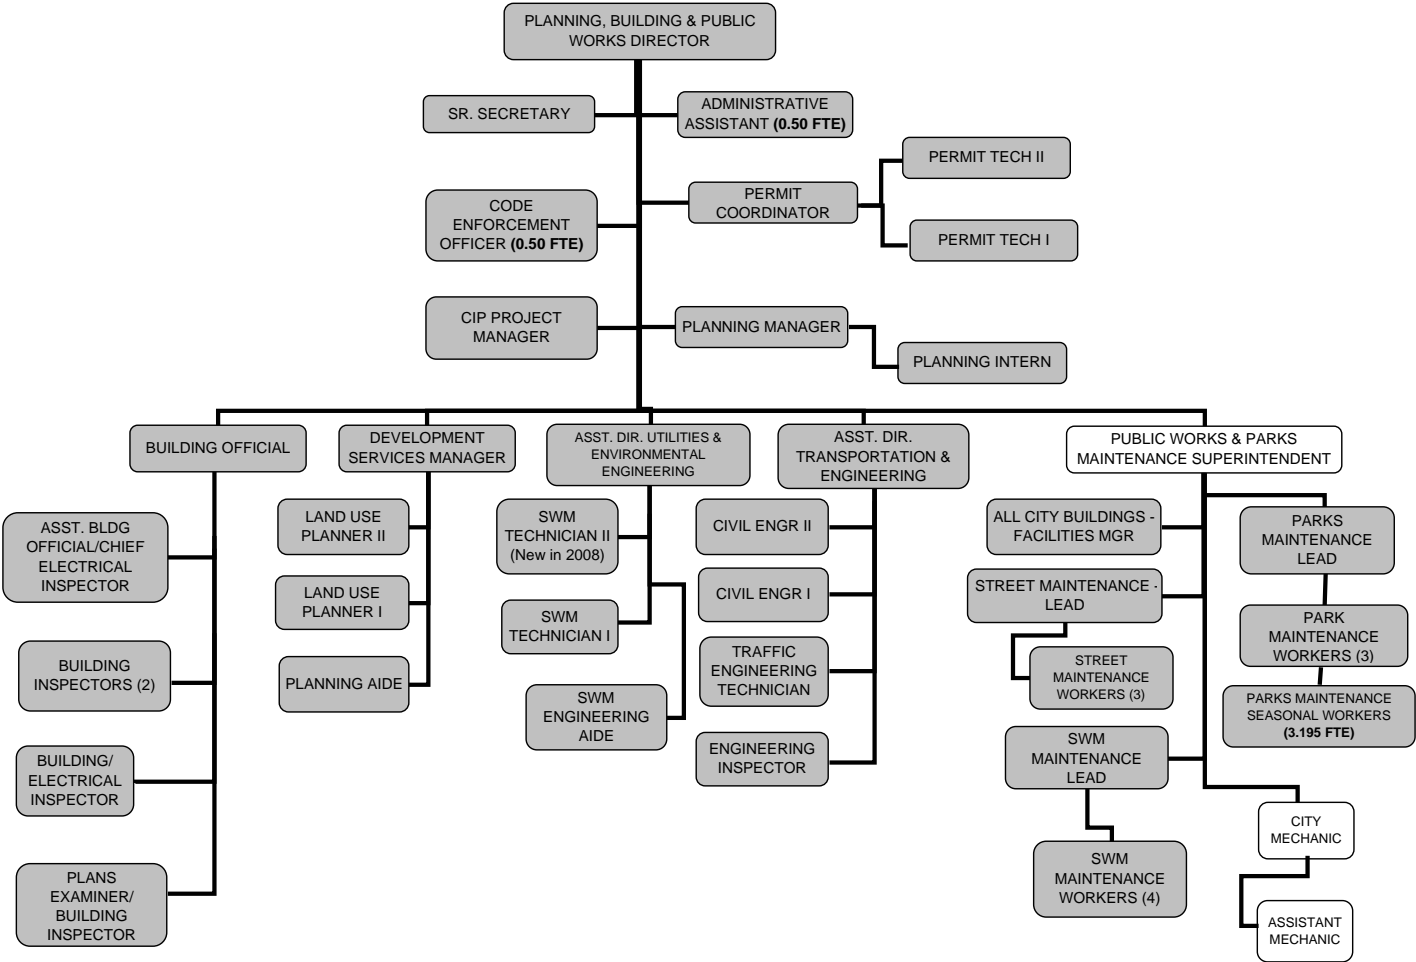 PLANNING, BUILDING & PUBLIC
WORKS DIRECTOR
SR. SECRETARY
ADMINISTRATIVE
ASSISTANT (0.50 FTE)
PERMIT TECH II
CODE
ENFORCEMENT
OFFICER (0.50 FTE)
PERMIT
COORDINATOR
PERMIT TECH I
CIP PROJECT
MANAGER
PLANNING MANAGER
PLANNING INTERN
BUILDING OFFICIAL
DEVELOPMENT
SERVICES MANAGER
ASST. DIR. UTILITIES &
ENVIRONMENTAL
ENGINEERING
ASST. DIR.
TRANSPORTATION &
ENGINEERING
PUBLIC WORKS & PARKS
MAINTENANCE SUPERINTENDENT
ASST. BLDG
OFFICIAL/CHIEF
ELECTRICAL
INSPECTOR
BUILDING
INSPECTORS (2)
BUILDING/
ELECTRICAL
INSPECTOR
PLANS
EXAMINER/
BUILDING
INSPECTOR
LAND USE
PLANNER II
LAND USE
PLANNER I
PLANNING AIDE
SWM
TECHNICIAN II
(New in 2008)
SWM
TECHNICIAN I
SWM
ENGINEERING
AIDE
CIVIL ENGR II
CIVIL ENGR I
TRAFFIC
ENGINEERING
TECHNICIAN
ENGINEERING
INSPECTOR
ALL CITY BUILDINGS -
FACILITIES MGR
STREET MAINTENANCE -
LEAD
STREET
MAINTENANCE
WORKERS (3)
SWM
MAINTENANCE
LEAD
SWM
MAINTENANCE
WORKERS (4)
PARKS
MAINTENANCE
LEAD
PARK
MAINTENANCE
WORKERS (3)
PARKS MAINTENANCE
SEASONAL WORKERS
(3.195 FTE)
CITY
MECHANIC
ASSISTANT
MECHANIC